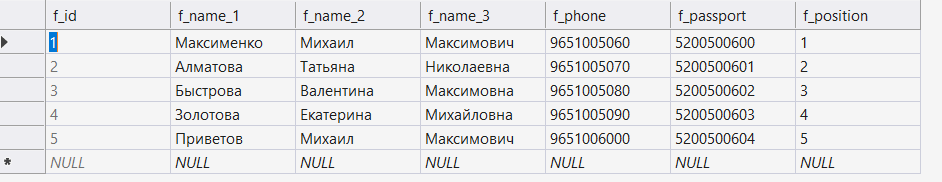 f_id f_name_1 f_name_2 f_name_3 f_phone f_passport f_position
1 Максименко Михаил Максимович 9651005060 5200500600 1
2 Алматова Татьяна Николаевна 9651005070 5200500601 2
3 Быстрова Валентина Максимовна 9651005080 5200500602 3
4 Золотова Екатерина Михайловна 9651005090 5200500603 4
5 Приветов Михаил Максимович 9651006000 5200500604 5
* NULL NULL NULL NULL NULL NULL NULL